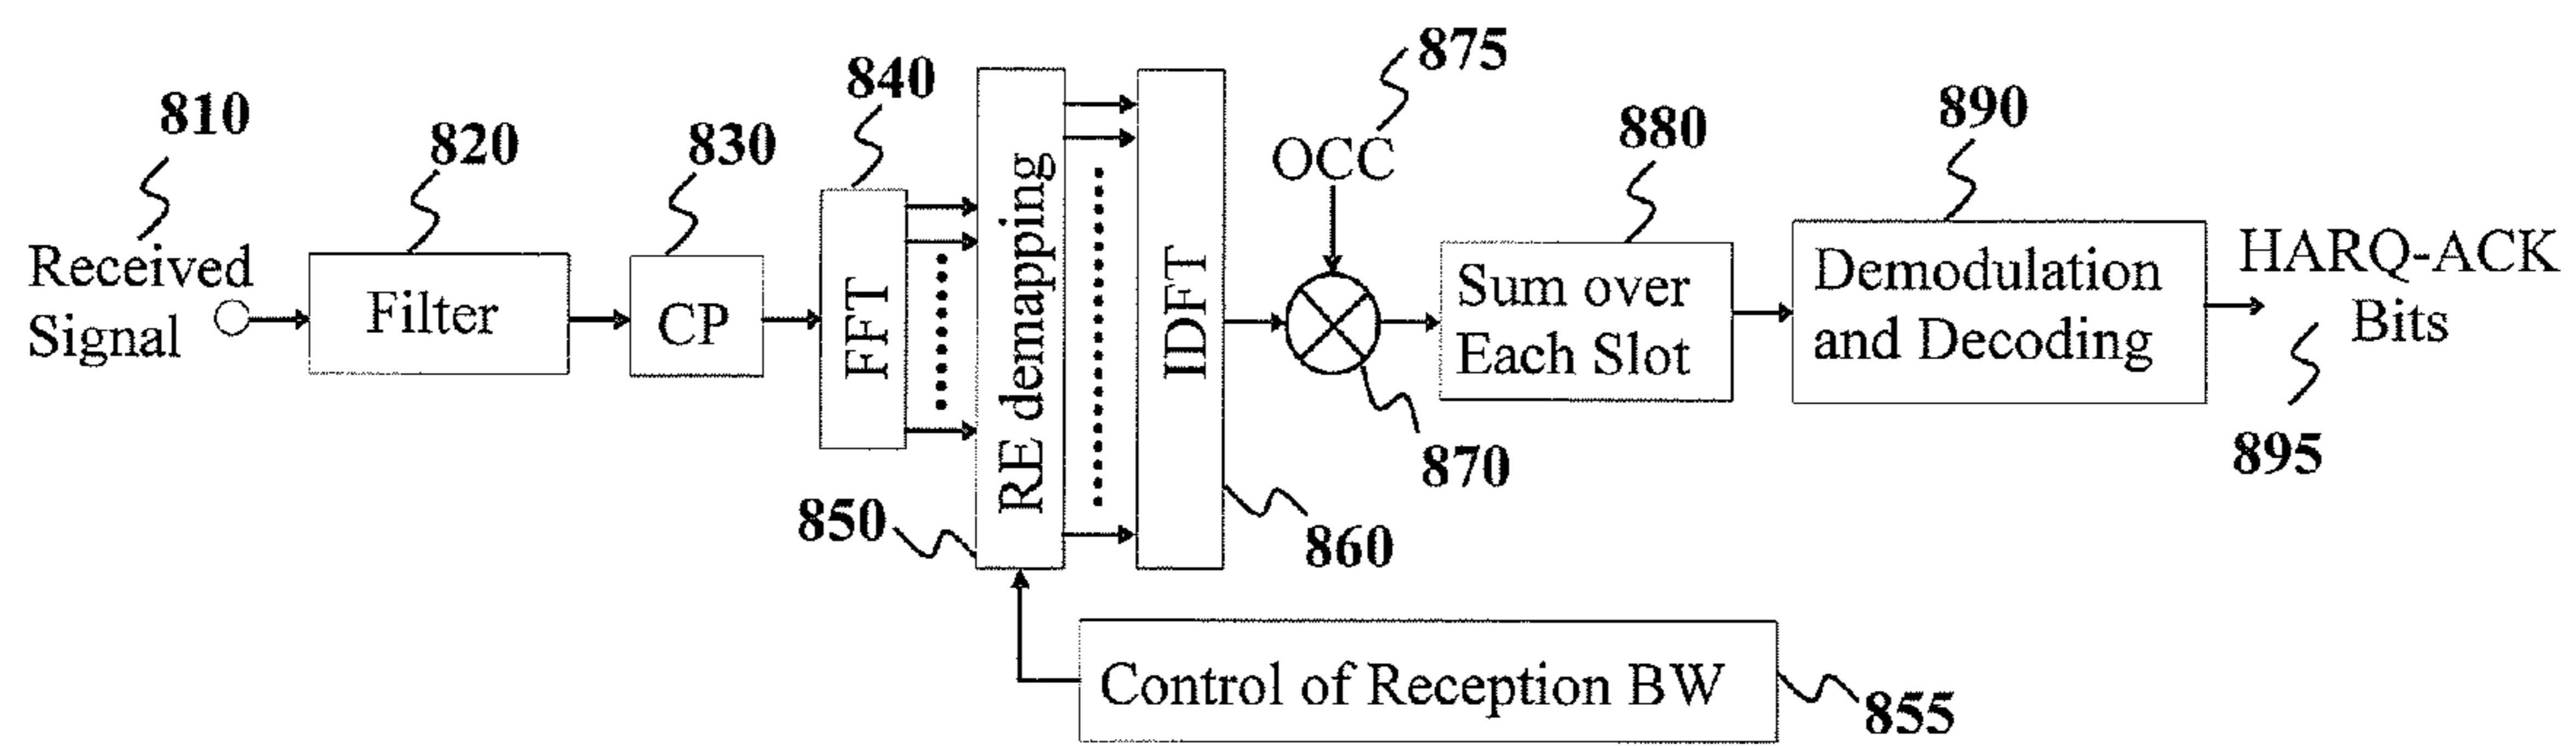 810
Received
Signal
820
Filter
830
CP
840
FFT
850
RE demapping
Control of Reception BW
855
IDFT
860
875
OCC
870
880
Sum over
Each Slot
890
Demodulation
and Decoding
HARQ-ACK
Bits
895